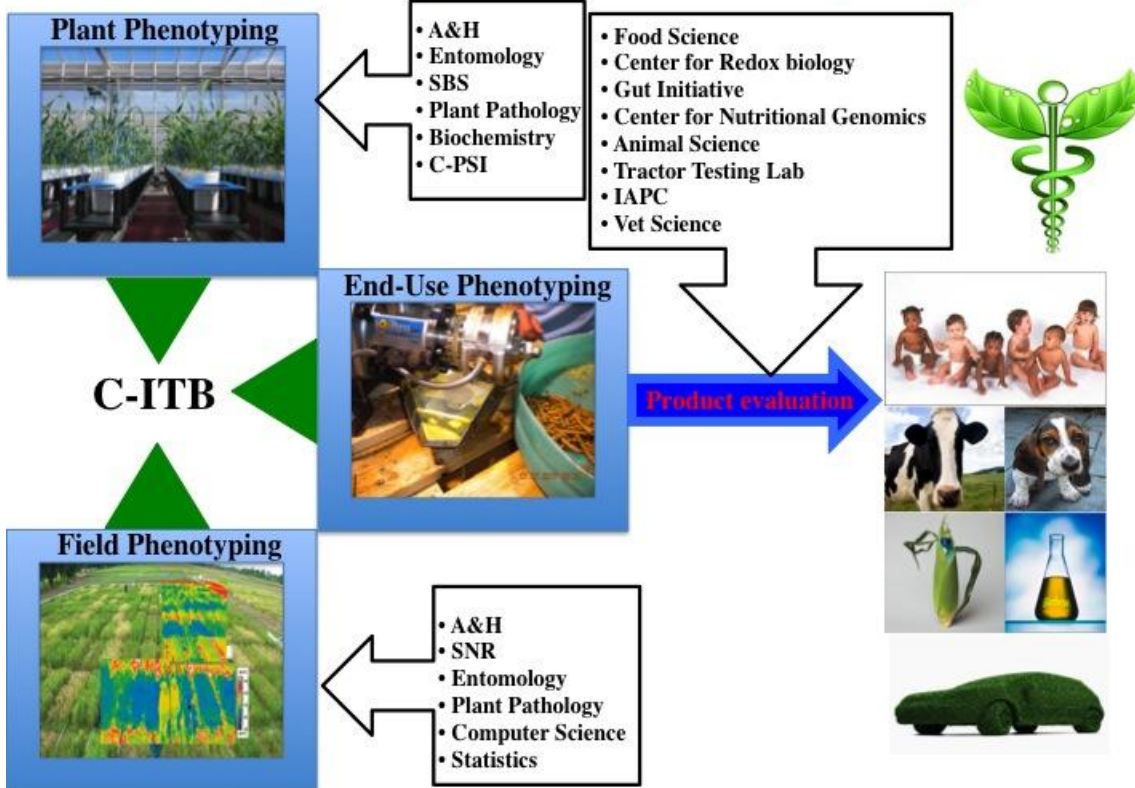 Plant Phenotyping
• A&H
• Entomology
• SBS
• Plant Pathology
• Biochemistry
• C-PSI
• Food Science
• Center for Redox biology
• Gut Initiative
• Center for Nutritional Genomics
• Animal Science
• Tractor Testing Lab
• IAPC
• Vet Science
End-Use Phenotyping
C-ITB
Product evaluation
Field Phenotyping
• A&H
• SNR
• Entomology
• Plant Pathology
• Computer Science
• Statistics